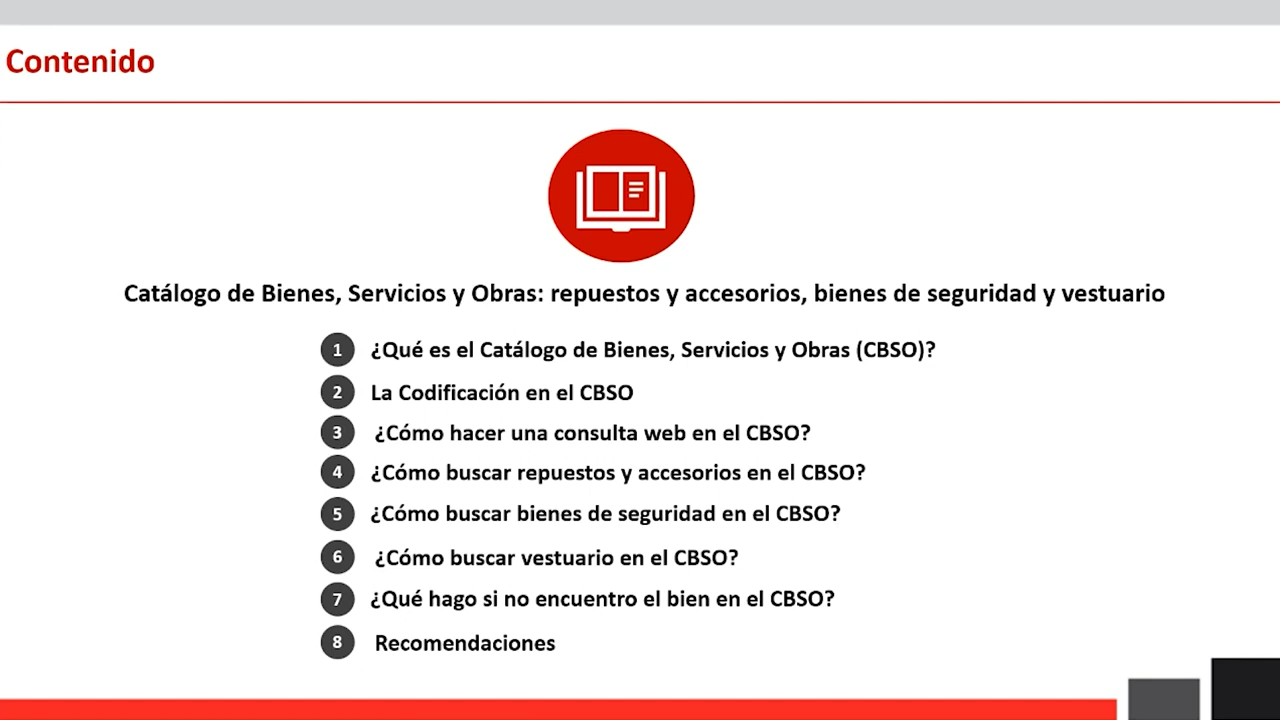 Contenido
Catálogo de Bienes, Servicios y Obras: repuestos y accesorios, bienes de seguridad y vestuario
1 ¿Qué es el Catálogo de Bienes, Servicios y Obras (CBSO)?
2 La Codificación en el CBSO
3 ¿Cómo hacer una consulta web en el CBSO?
4 ¿Cómo buscar repuestos y accesorios en el CBSO?
5 ¿Cómo buscar bienes de seguridad en el CBSO?
6 ¿Cómo buscar vestuario en el CBSO?
7 ¿Qué hago si no encuentro el bien en el CBSO?
8 Recomendaciones